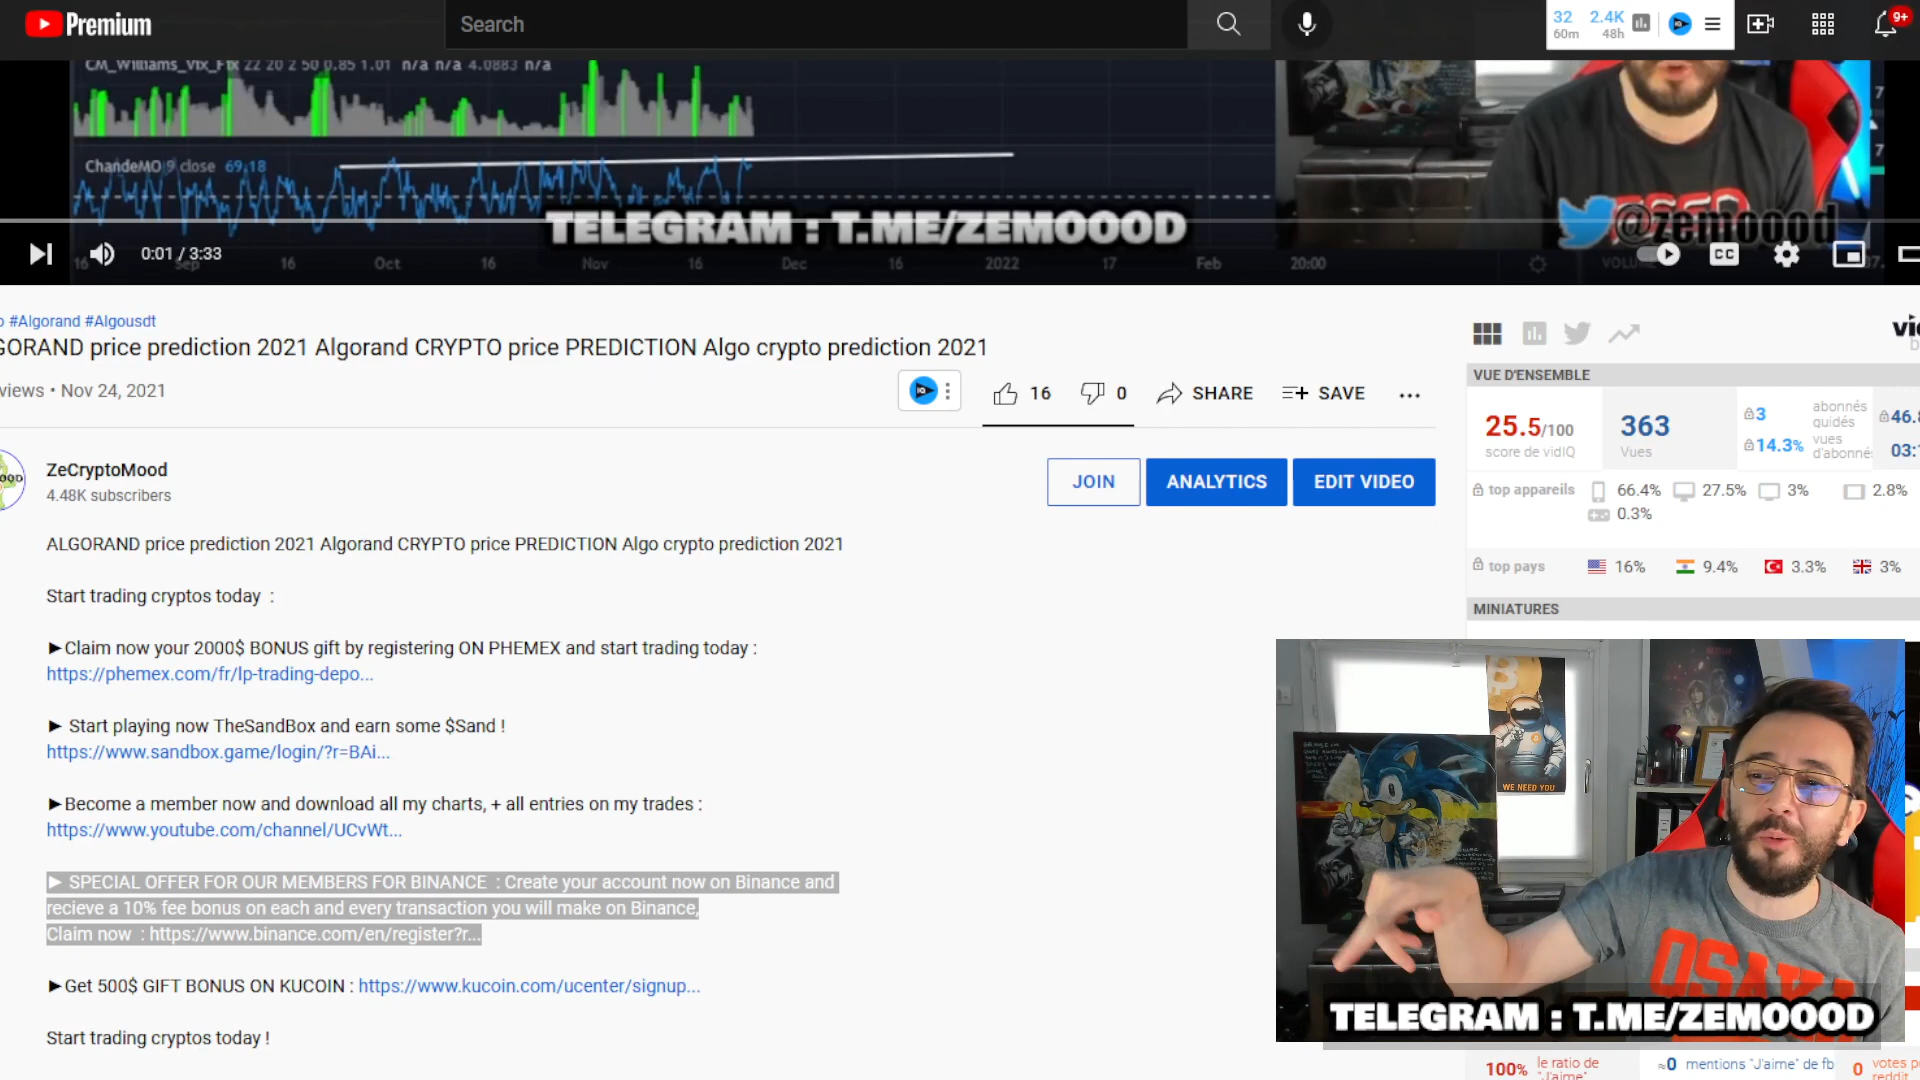 Premium
Search
32 2.4K
60m 48h
9+
CM_Williams_Vix_Fix 22 20 2 50 0.85 1.01 n/a n/a 4.0883 n/a
ChandeMO 9 close 69.18
TELEGRAM : T.ME/ZEMOOOD
@zemoood
0:01 / 3:33
CC
16 Sep 16 Oct 16 Nov 16 Dec 16 2022 17 Feb 20:00
#Algorand #Algousdt
GORAND price prediction 2021 Algorand CRYPTO price PREDICTION Algo crypto prediction 2021
views • Nov 24, 2021
16 0 SHARE SAVE ...
ZeCryptoMood
4.48K subscribers
JOIN ANALYTICS EDIT VIDEO
ALGORAND price prediction 2021 Algorand CRYPTO price PREDICTION Algo crypto prediction 2021
Start trading cryptos today :
►Claim now your 2000$ BONUS gift by registering ON PHEMEX and start trading today :
https://phemex.com/fr/lp-trading-depo...
► Start playing now TheSandBox and earn some $Sand !
https://www.sandbox.game/login/?r=BAi...
►Become a member now and download all my charts, + all entries on my trades :
https://www.youtube.com/channel/UCvWt...
► SPECIAL OFFER FOR OUR MEMBERS FOR BINANCE : Create your account now on Binance and
recieve a 10% fee bonus on each and every transaction you will make on Binance,
Claim now : https://www.binance.com/en/register?r...
►Get 500$ GIFT BONUS ON KUCOIN : https://www.kucoin.com/ucenter/signup...
Start trading cryptos today !
VUE D'ENSEMBLE
25.5/100
score de vidIQ
363
Vues
3 abonnés guidés
14.3% vues d'abonné
46.8
03:
top appareils 66.4% 27.5% 3% 2.8%
0.3%
top pays 16% 9.4% 3.3% 3%
MINIATURES
WE NEED YOU
OSAKA
TELEGRAM : T.ME/ZEMOOOD
100% le ratio de "J'aime"
≈0 mentions "J'aime" de fb
0 votes
reddit